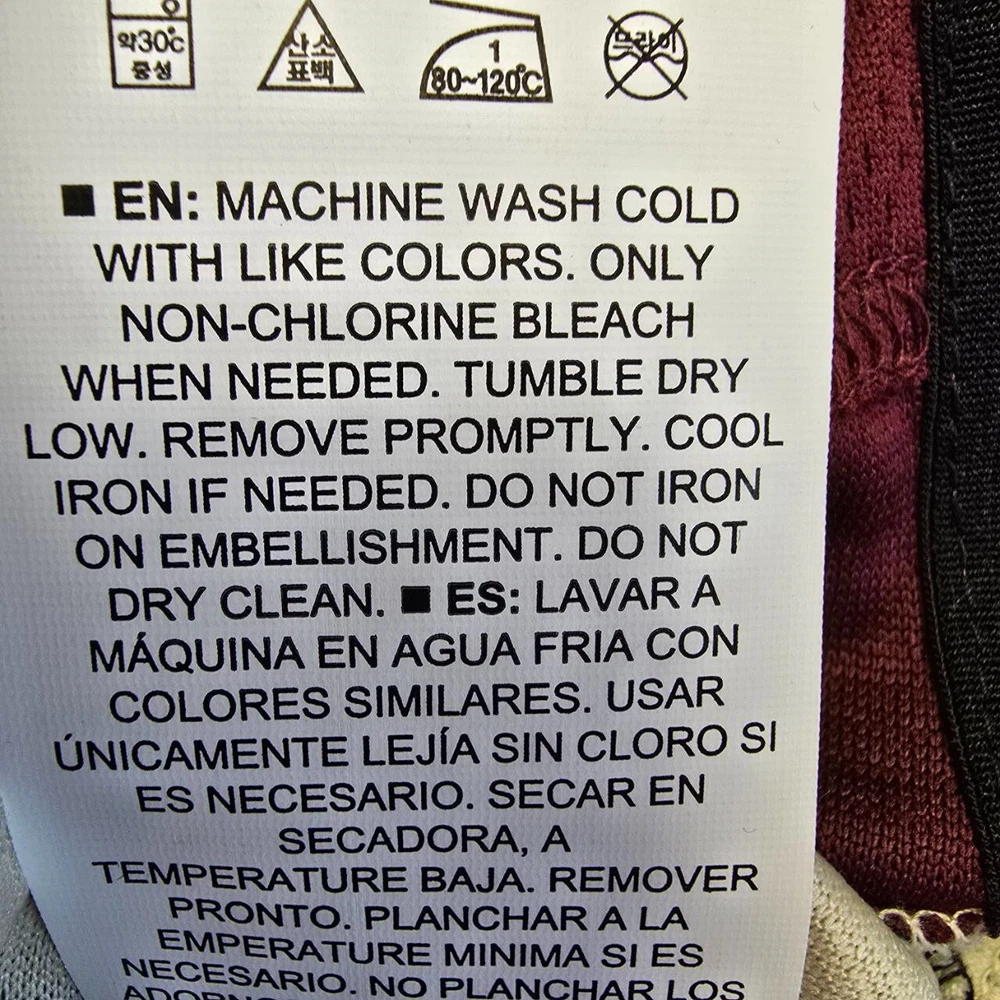 약30℃
중성
산소
표백
1
80~120℃
드라이
■ EN: MACHINE WASH COLD
WITH LIKE COLORS. ONLY
NON-CHLORINE BLEACH
WHEN NEEDED. TUMBLE DRY
LOW. REMOVE PROMPTLY. COOL
IRON IF NEEDED. DO NOT IRON
ON EMBELLISHMENT. DO NOT
DRY CLEAN. ■ ES: LAVAR A
MÁQUINA EN AGUA FRIA CON
COLORES SIMILARES. USAR
ÚNICAMENTE LEJÍA SIN CLORO SI
ES NECESARIO. SECAR EN
SECADORA, A
TEMPERATURE BAJA. REMOVER
PRONTO. PLANCHAR A LA
EMPERATURE MINIMA SI ES
NECESARIO. NO PLANCHAR LOS